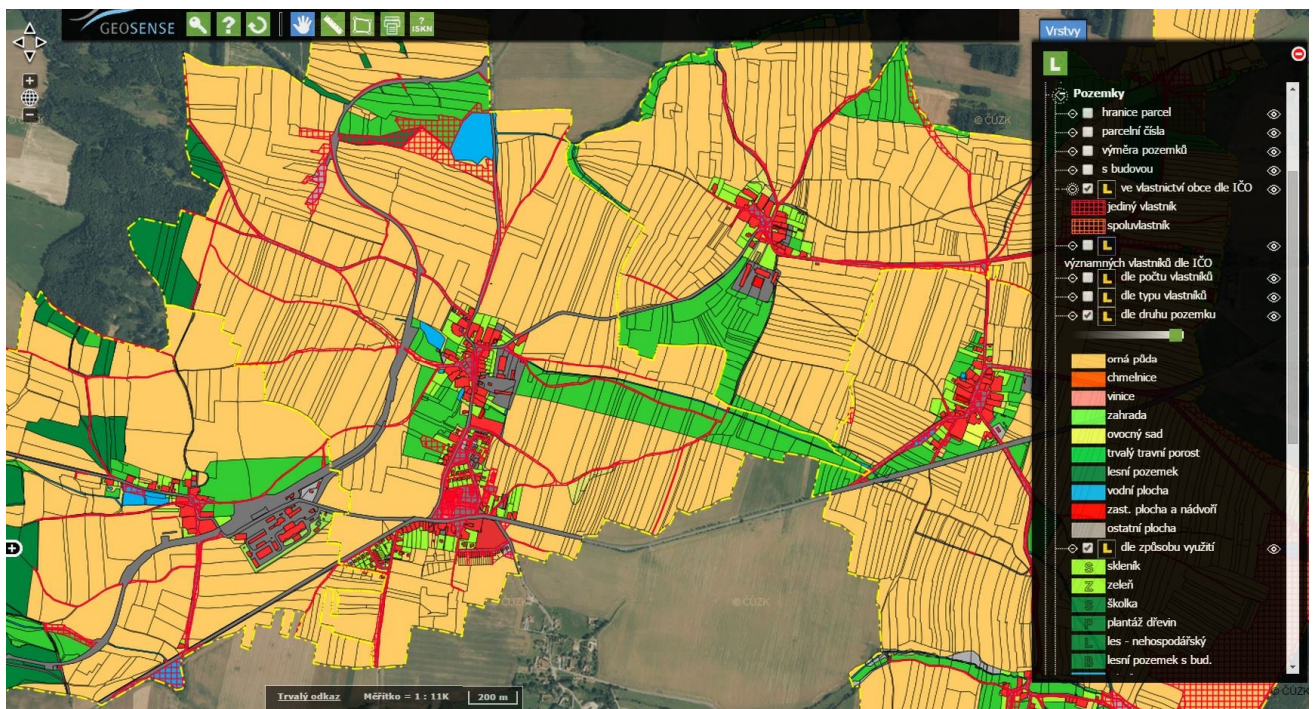 GEOSENSE
?
?
ISKN
Vrstvy
L
Pozemky
hranice parcel
parcelní čísla
výměra pozemků
s budovou
L ve vlastnictví obce dle IČO
jediný vlastník
spoluvlastník
L
významných vlastníků dle IČO
L dle počtu vlastníků
L dle typu vlastníků
L dle druhu pozemku
orná půda
chmelnice
vinice
zahrada
ovocný sad
trvalý travní porost
lesní pozemek
vodní plocha
zast. plocha a nádvoří
ostatní plocha
L dle způsobu využití
S skleník
Z zeleň
S školka
P plantáž dřevin
L les - nehospodářský
B lesní pozemek s bud.
© ČÚZK
© ČÚZK
© ČÚZK
Trvalý odkaz Měřítko = 1 : 11K 200 m